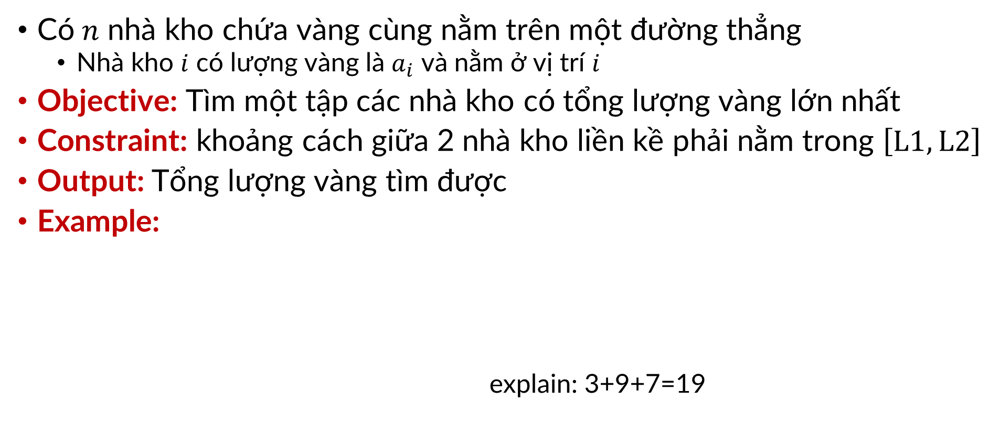 • Có n nhà kho chứa vàng cùng nằm trên một đường thẳng
• Nhà kho i có lượng vàng là aᵢ và nằm ở vị trí i
• Objective: Tìm một tập các nhà kho có tổng lượng vàng lớn nhất
• Constraint: khoảng cách giữa 2 nhà kho liền kề phải nằm trong [L1, L2]
• Output: Tổng lượng vàng tìm được
• Example:
explain: 3+9+7=19